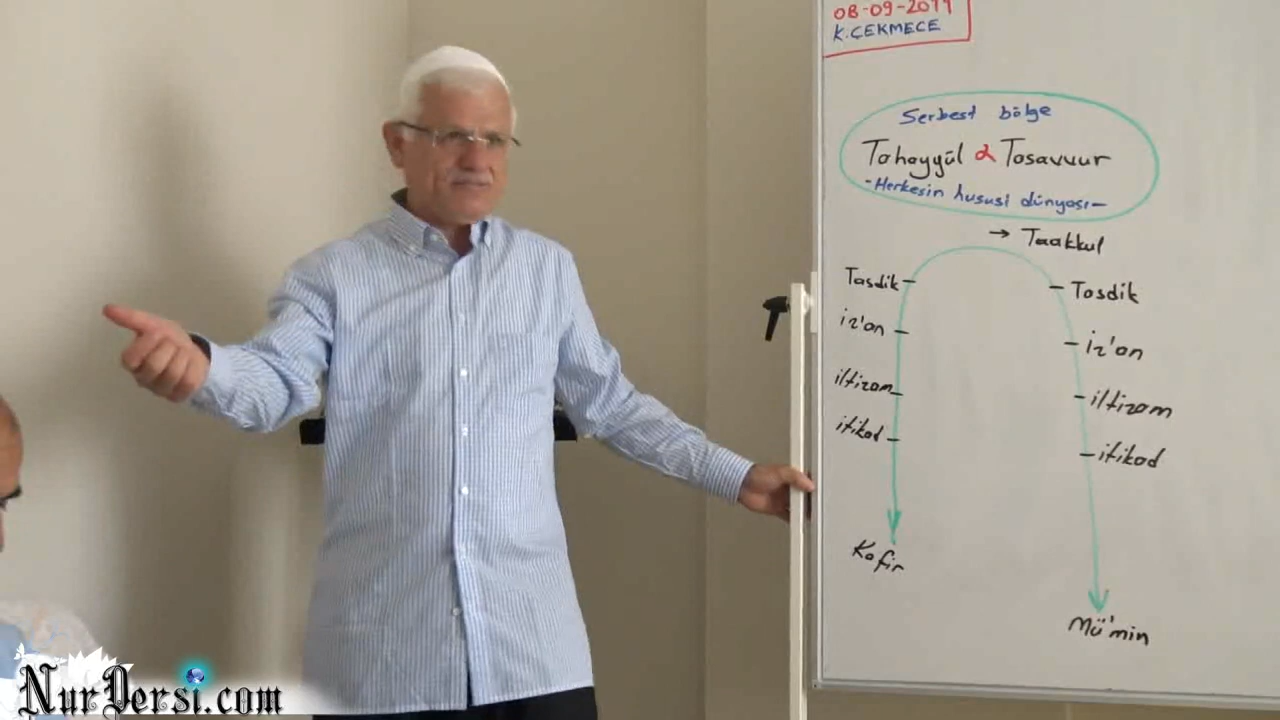 08-09-2011
K.ÇEKMECE
Serbest bölge
Tahayyül & Tasavvur
-Herkesin hususi dünyası-
→ Taakkul
Tasdik
iz'an
iltizam
itikad
Kafir
Tasdik
iz'an
iltizam
itikad
Mü'min
NurDersi.com